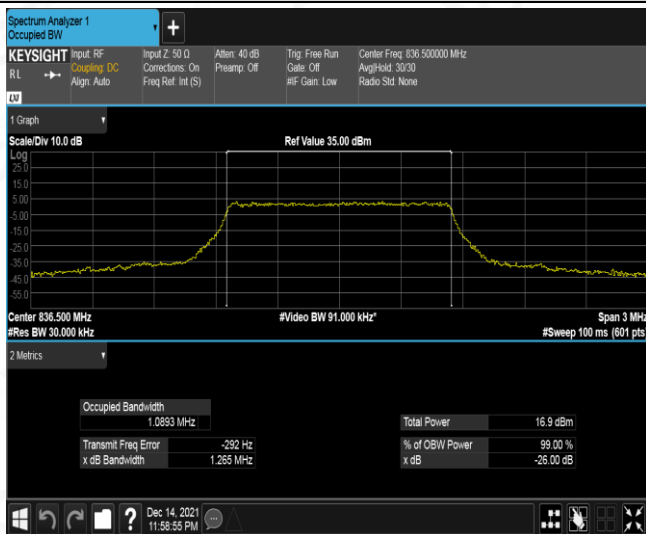 Spectrum Analyzer 1
Occupied BW
+
KEYSIGHT Input: RF Input Z: 50 Ω Atten: 40 dB Trig: Free Run Center Freq: 836.500000 MHz
RL Coupling: DC Corrections: On Preamp: Off Gate: Off Avg|Hold: 30/30
Align: Auto Freq Ref: Int (S) #IF Gain: Low Radio Std: None
LXI
1 Graph
Scale/Div 10.0 dB Ref Value 35.00 dBm
Log
25.0
15.0
5.00
-5.00
-15.0
-25.0
-35.0
-45.0
-55.0
Center 836.500 MHz #Video BW 91.000 kHz* Span 3 MHz
#Res BW 30.000 kHz #Sweep 100 ms (601 pts)
2 Metrics
Occupied Bandwidth
1.0893 MHz Total Power 16.9 dBm
Transmit Freq Error -292 Hz % of OBW Power 99.00 %
x dB Bandwidth 1.265 MHz x dB -26.00 dB
? Dec 14, 2021
11:58:55 PM